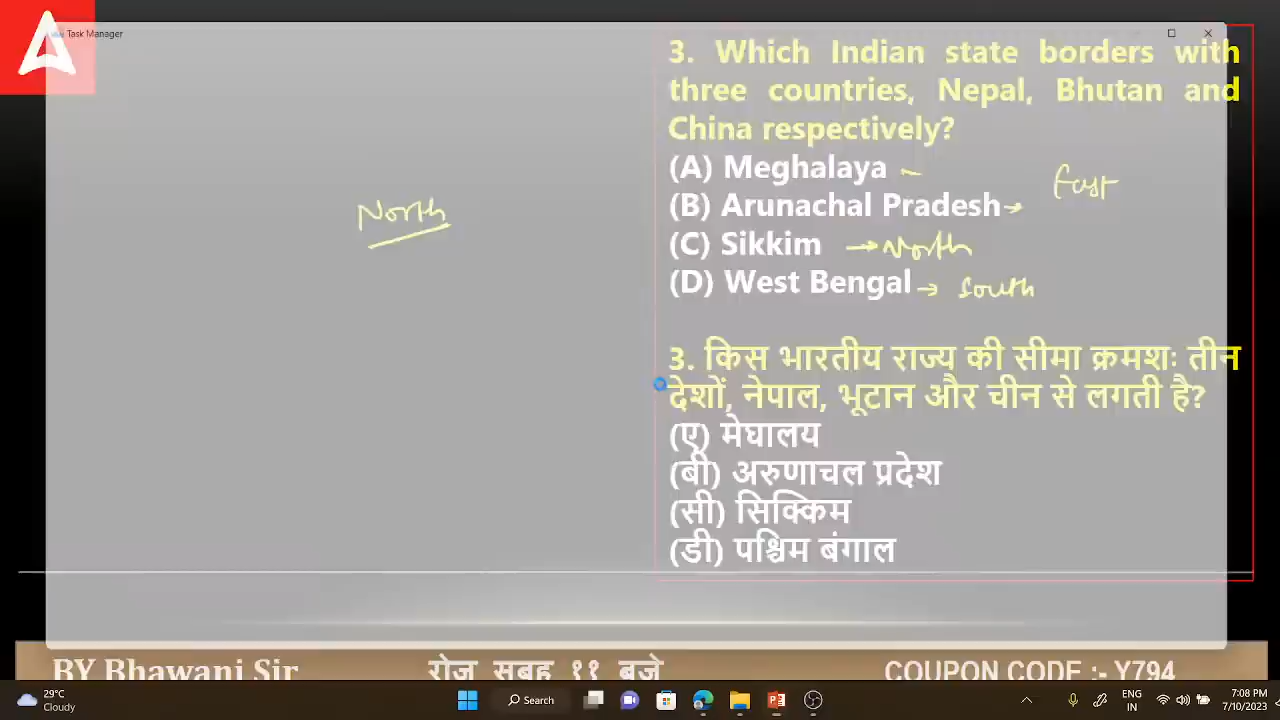 Task Manager
3. Which Indian state borders with
three countries, Nepal, Bhutan and
China respectively?
(A) Meghalaya
East
(B) Arunachal Pradesh→
North
(C) Sikkim →North
(D) West Bengal→ South
3. किस भारतीय राज्य की सीमा क्रमशः तीन
देशों, नेपाल, भूटान और चीन से लगती है?
(ए) मेघालय
(बी) अरुणाचल प्रदेश
(सी) सिक्किम
(डी) पश्चिम बंगाल
BY Bhawani Sir रोज सुबह ११ बजे COUPON CODE :- Y794
29°C
Cloudy
Search
ENG
IN
7:08 PM
7/10/2023